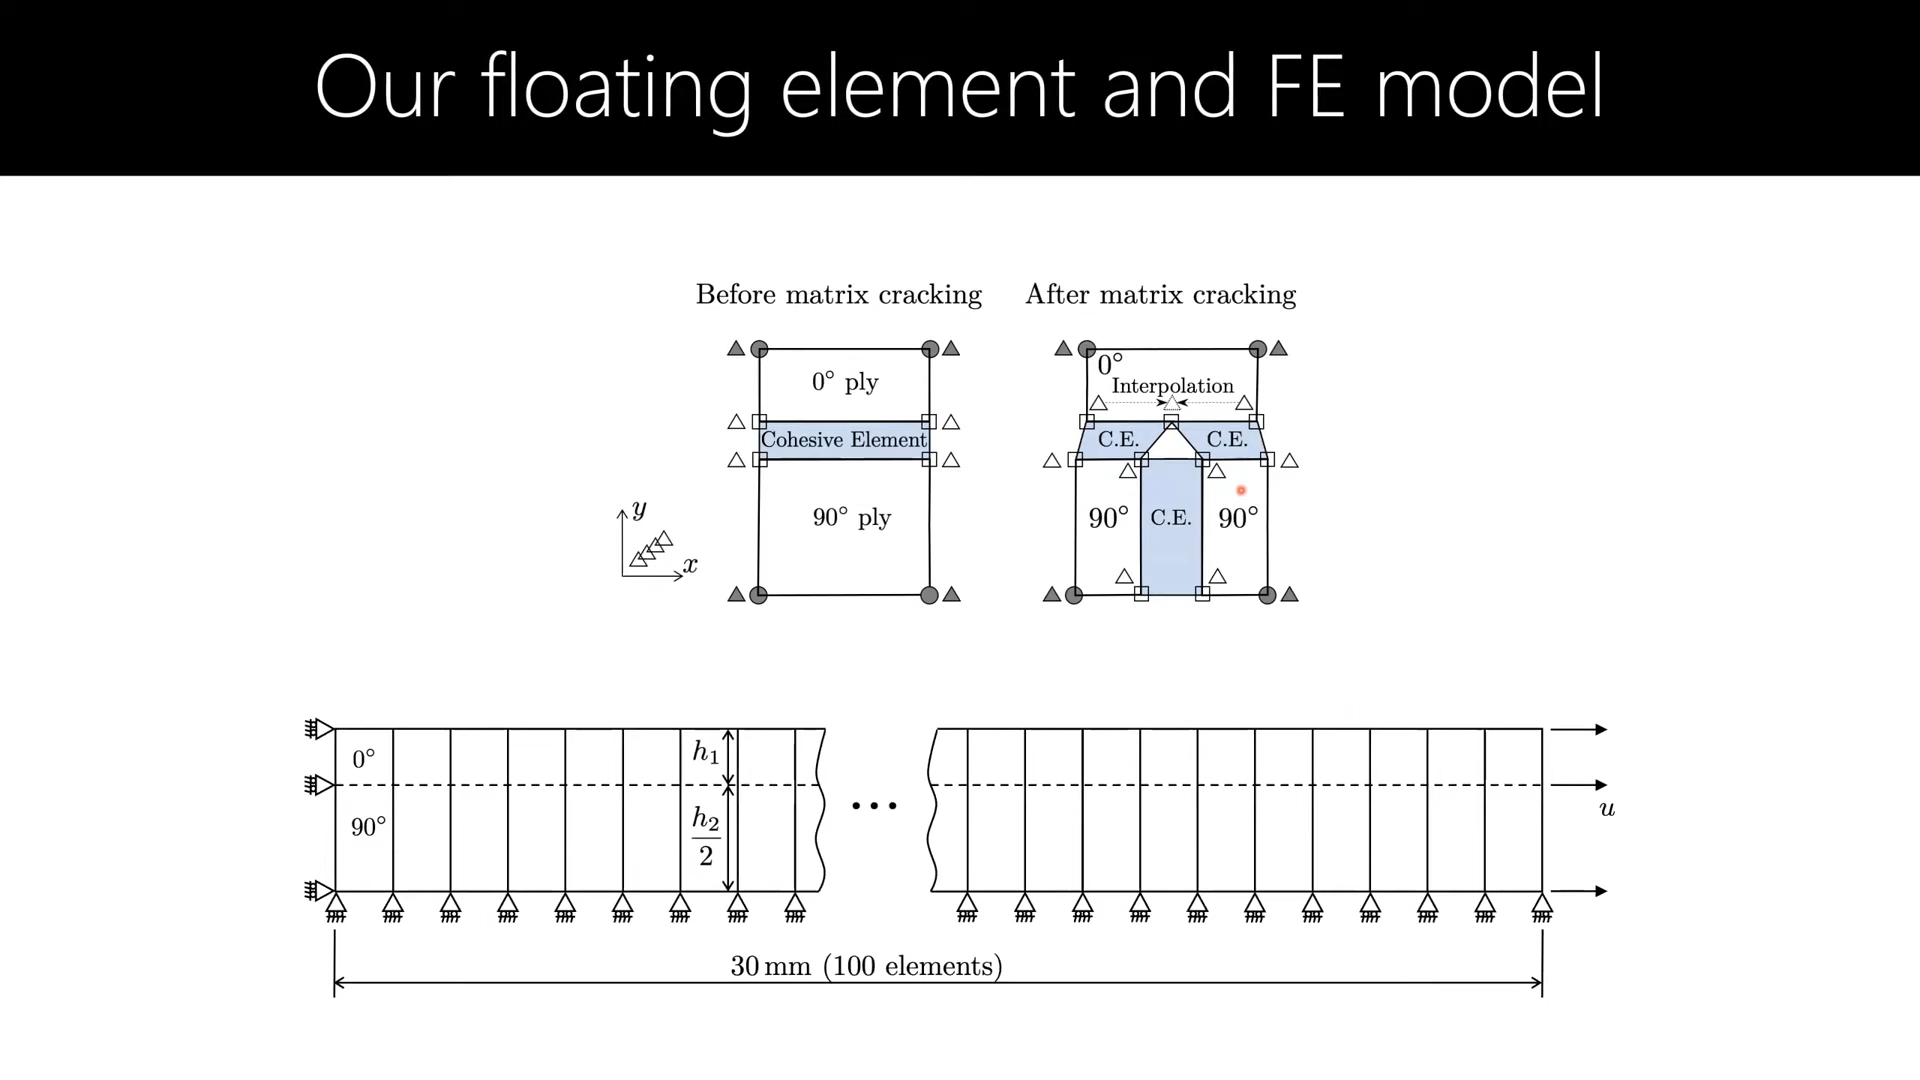 Our floating element and FE model
Before matrix cracking
After matrix cracking
0° ply
Cohesive Element
90° ply
y
x
0°
Interpolation
C.E.
C.E.
90°
C.E.
90°
0°
h₁
90°
h₂
2
...
u
30 mm (100 elements)